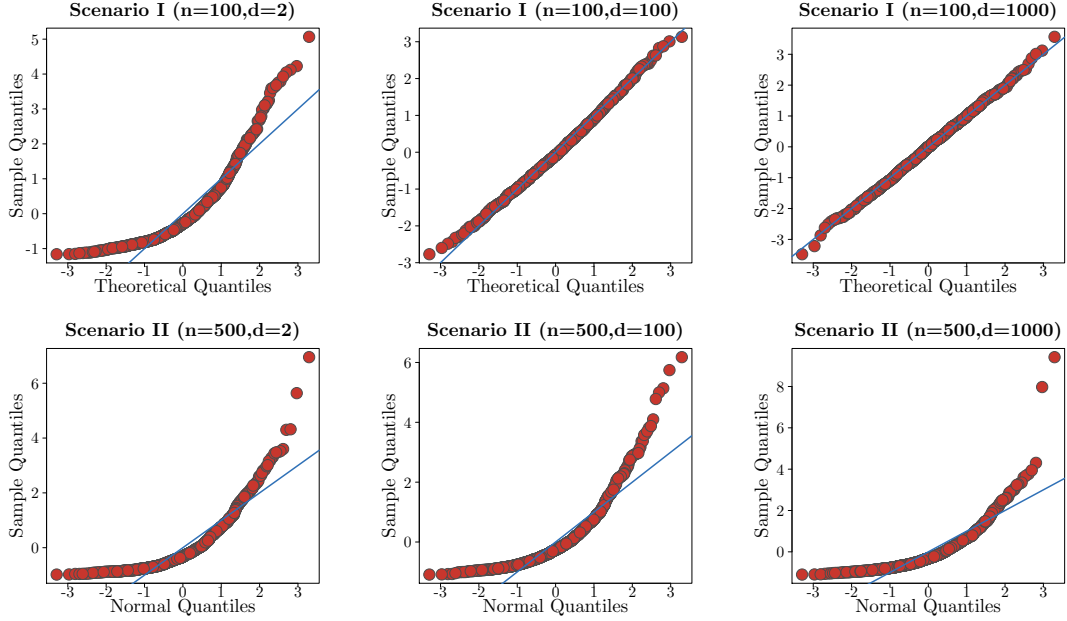 Scenario I (n=100,d=2)
Scenario I (n=100,d=100)
Scenario I (n=100,d=1000)
Sample Quantiles
5
4
3
2
1
0
-1
-3 -2 -1 0 1 2 3
Theoretical Quantiles
Sample Quantiles
3
2
1
0
-1
-2
-3
-3 -2 -1 0 1 2 3
Theoretical Quantiles
Sample Quantiles
3
2
1
0
-1
-2
-3
-3 -2 -1 0 1 2 3
Theoretical Quantiles
Scenario II (n=500,d=2)
Scenario II (n=500,d=100)
Scenario II (n=500,d=1000)
Sample Quantiles
6
4
2
0
-3 -2 -1 0 1 2 3
Normal Quantiles
Sample Quantiles
6
4
2
0
-3 -2 -1 0 1 2 3
Normal Quantiles
Sample Quantiles
8
6
4
2
0
-3 -2 -1 0 1 2 3
Normal Quantiles